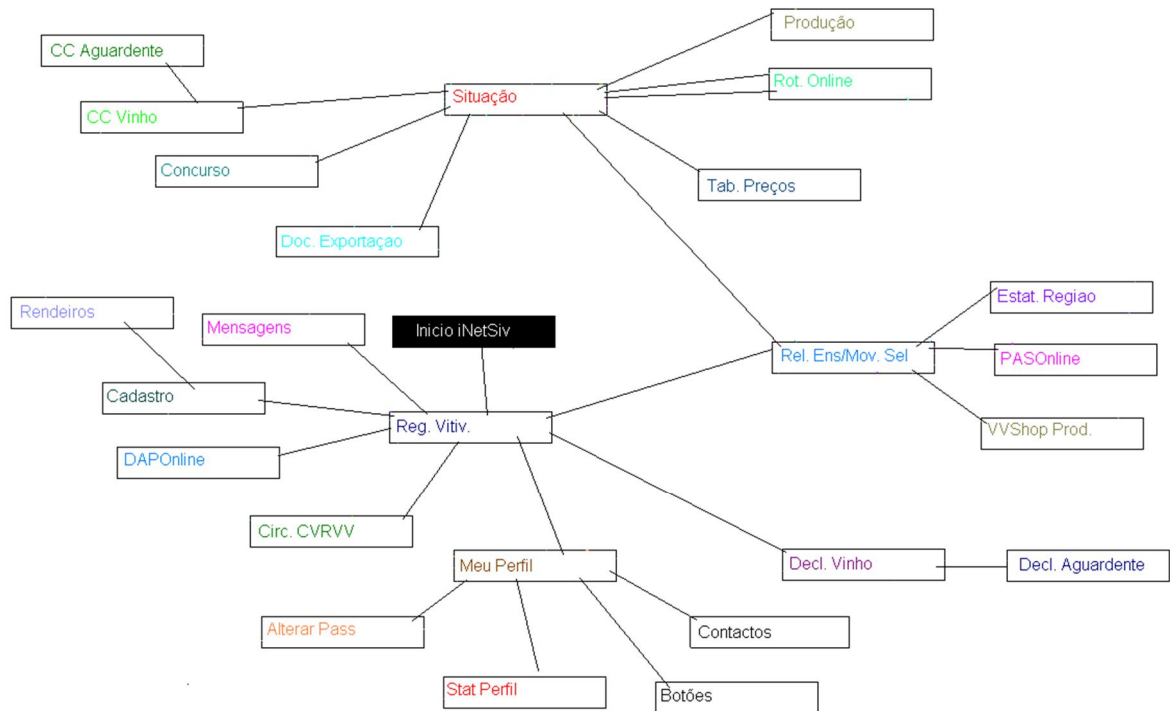 Produção
CC Aguardente
Rot. Online
Situação
CC Vinho
Concurso
Tab. Preços
Doc. Exportaçao
Estat. Regiao
Rendeiros
Mensagens
Inicio iNetSiv
Rel. Ens/Mov. Sel
PASOnline
Cadastro
Reg. Vitiv.
VVShop Prod.
DAPOnline
Circ. CVRVV
Meu Perfil
Decl. Vinho
Decl. Aguardente
Alterar Pass
Contactos
Stat Perfil
Botões